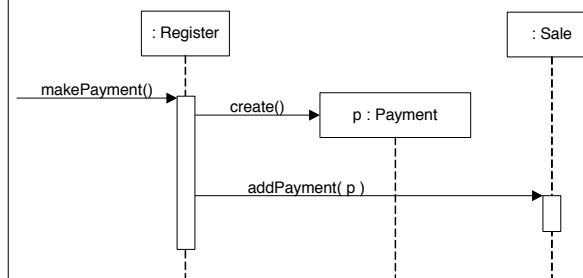 : Register
: Sale
makePayment()
create()
p : Payment
addPayment( p )